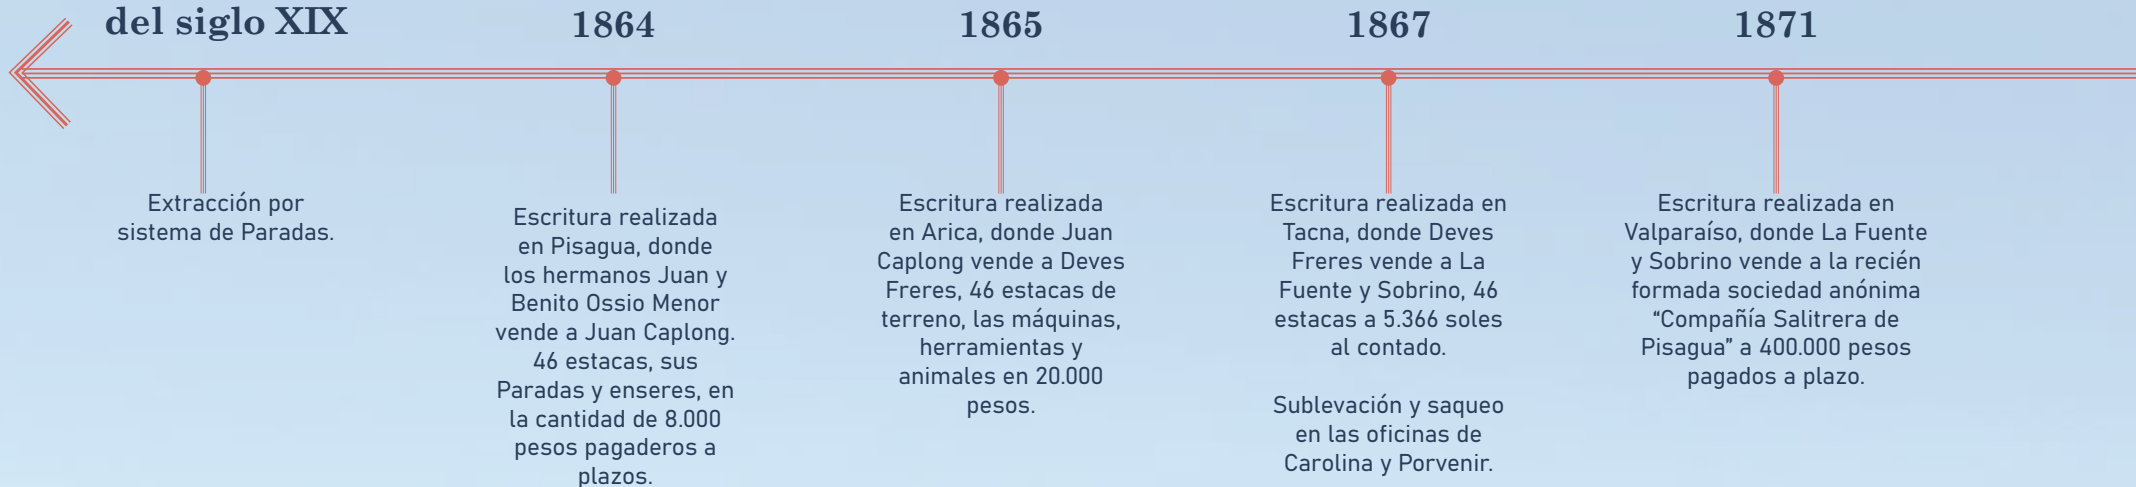 del siglo XIX
Extracción por
sistema de Paradas.
1864
Escritura realizada
en Pisagua, donde
los hermanos Juan y
Benito Ossio Menor
vende a Juan Caplong.
46 estacas, sus
Paradas y enseres, en
la cantidad de 8.000
pesos pagaderos a
plazos.
1865
Escritura realizada
en Arica, donde Juan
Caplong vende a Deves
Freres, 46 estacas de
terreno, las máquinas,
herramientas y
animales en 20.000
pesos.
1867
Escritura realizada en
Tacna, donde Deves
Freres vende a La
Fuente y Sobrino, 46
estacas a 5.366 soles
al contado.
Sublevación y saqueo
en las oficinas de
Carolina y Porvenir.
1871
Escritura realizada en
Valparaíso, donde La Fuente
y Sobrino vende a la recién
formada sociedad anónima
“Compañía Salitrera de
Pisagua” a 400.000 pesos
pagados a plazo.